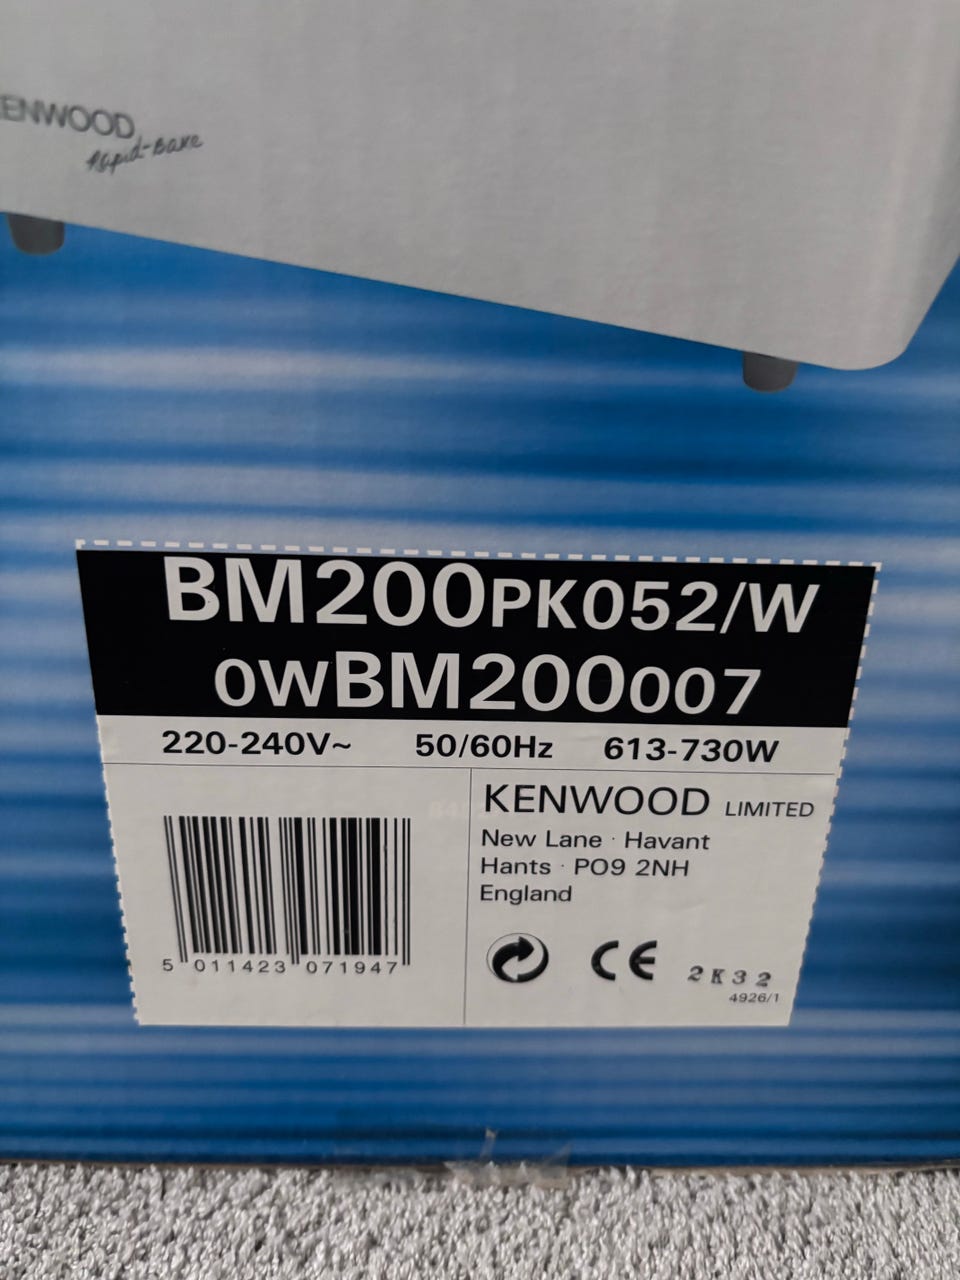 KENWOOD
Rapid-Bake
BM200PK052/W
0WBM200007
220-240V~ 50/60Hz 613-730W
KENWOOD LIMITED
New Lane · Havant
Hants · PO9 2NH
England
5 011423 071947
CE 2K32
4926/1